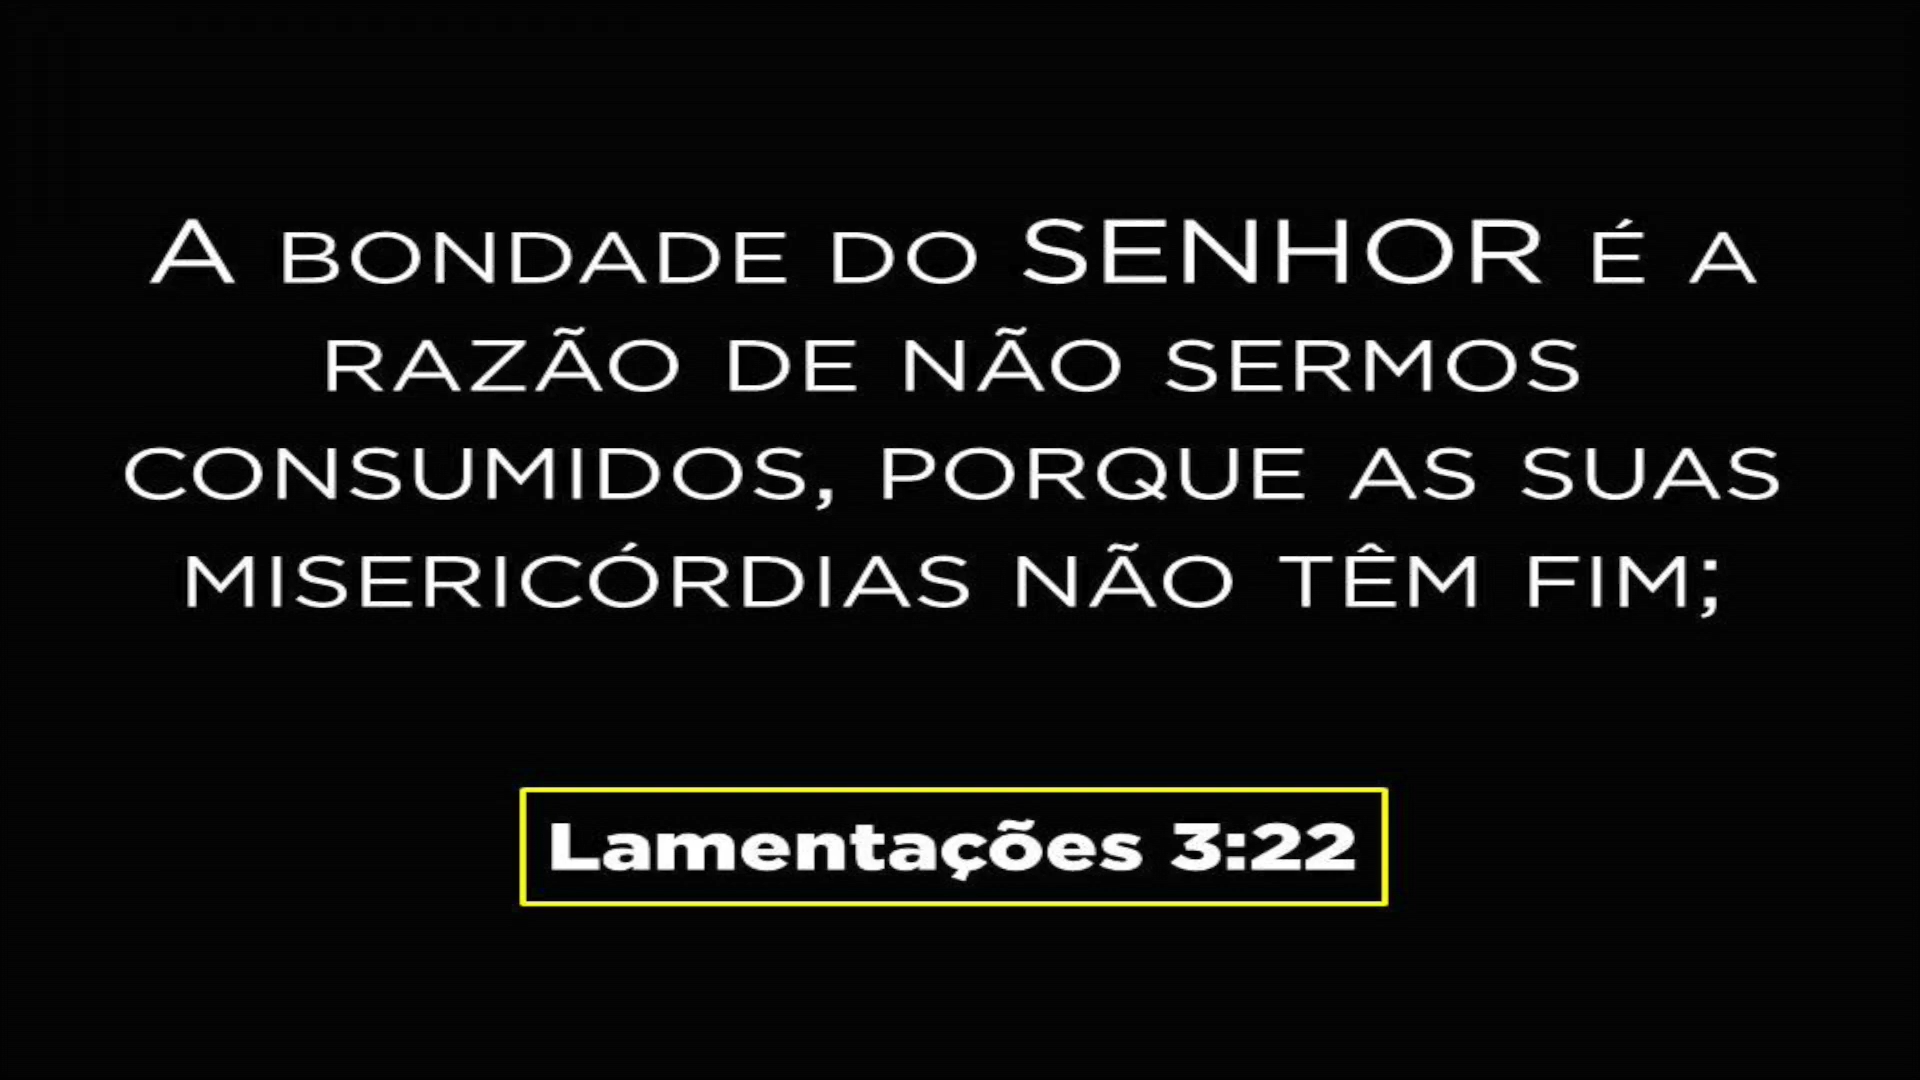 A BONDADE DO SENHOR É A
RAZÃO DE NÃO SERMOS
CONSUMIDOS, PORQUE AS SUAS
MISERICÓRDIAS NÃO TÊM FIM;
Lamentações 3:22